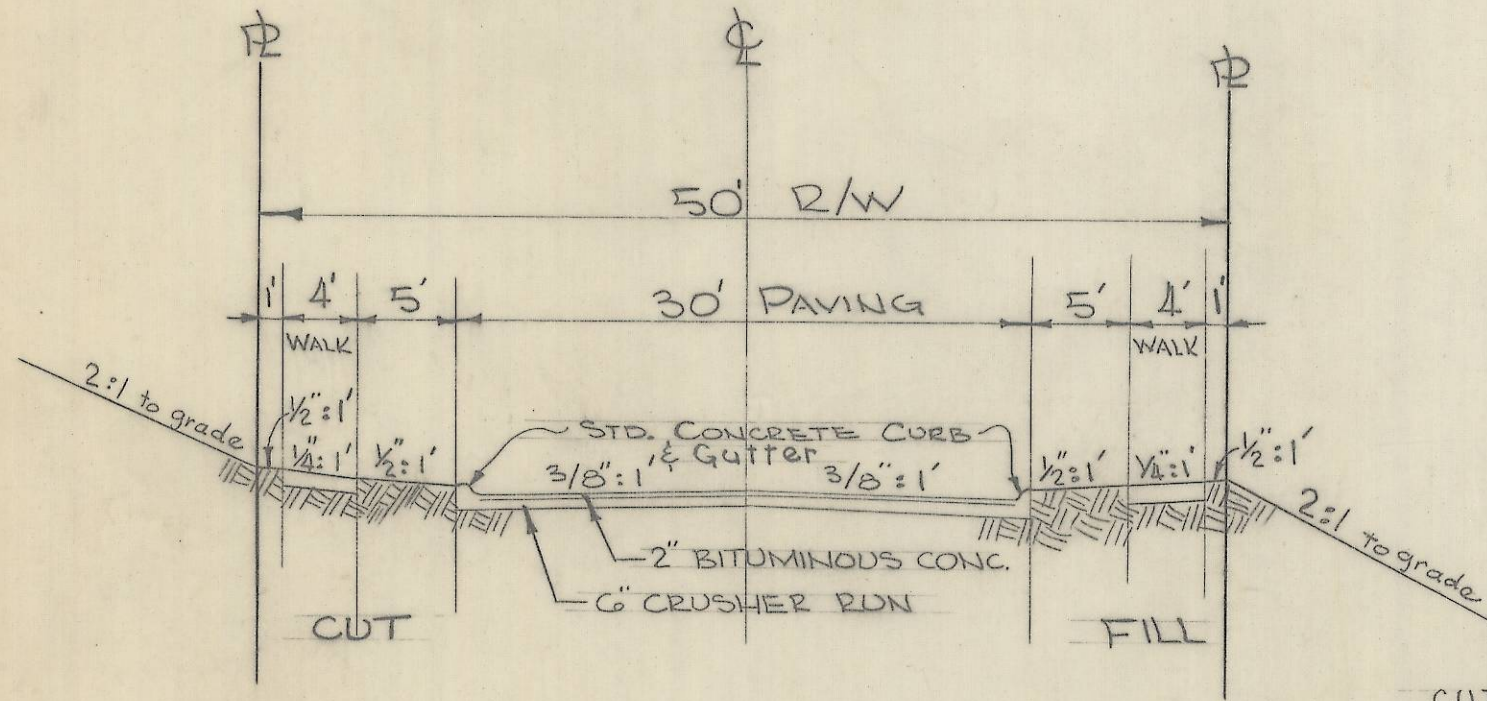 PL
CL
PL
50' R/W
1' 4' 5' 30' PAVING 5' 4' 1'
WALK WALK
2:1 to grade
1/2":1'
1/4":1' 1/2":1'
STD. CONCRETE CURB
& Gutter
3/8":1' 3/8":1'
1/2":1' 1/4":1' 1/2":1'
2:1 to grade
2" BITUMINOUS CONC.
6" CRUSHER RUN
CUT FILL